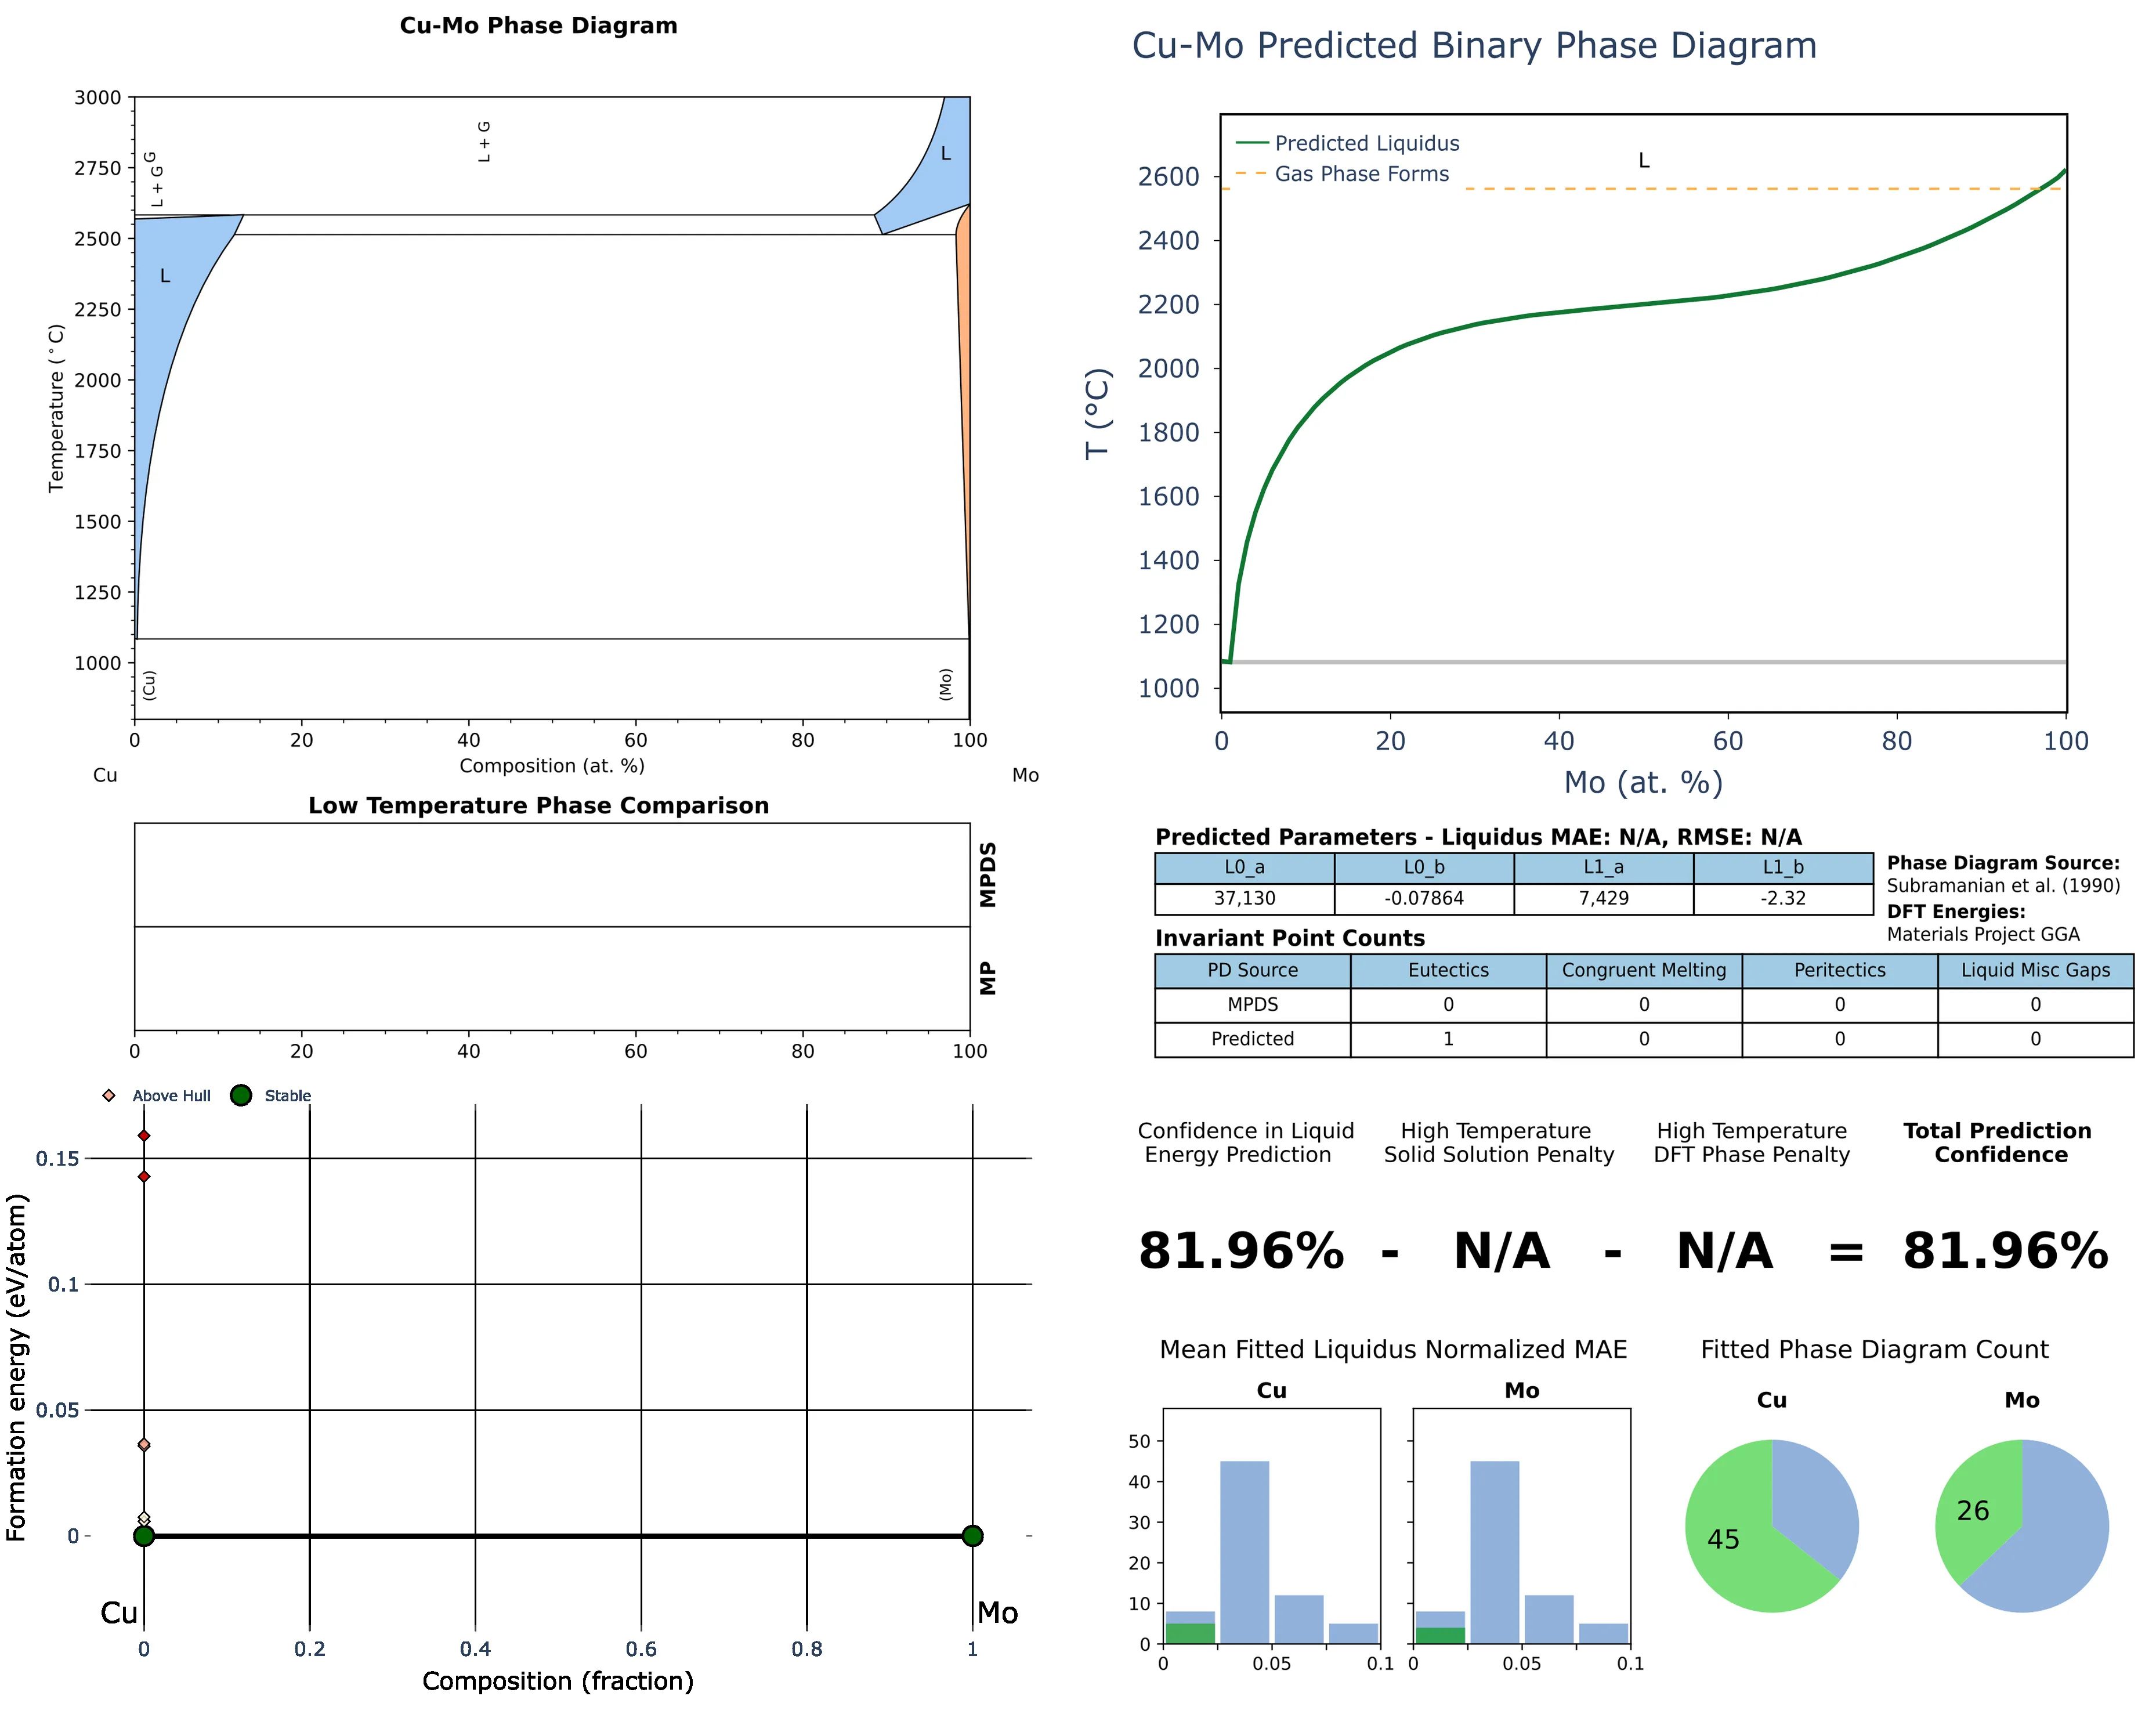 Cu-Mo Phase Diagram
3000
2750
2500
2250
2000
1750
1500
1250
1000
Temperature (°C)
L + G
G
L + G
L
L
(Cu)
(Mo)
0 20 40 60 80 100
Composition (at. %)
Cu Mo
Low Temperature Phase Comparison
MPDS
MP
0 20 40 60 80 100
Above Hull Stable
0.15
0.1
0.05
0
Formation energy (eV/atom)
Cu Mo
0 0.2 0.4 0.6 0.8 1
Composition (fraction)
Cu-Mo Predicted Binary Phase Diagram
Predicted Liquidus
Gas Phase Forms
L
2600
2400
2200
2000
1800
1600
1400
1200
1000
T (°C)
0 20 40 60 80 100
Mo (at. %)
Predicted Parameters - Liquidus MAE: N/A, RMSE: N/A
L0_a L0_b L1_a L1_b
37,130 -0.07864 7,429 -2.32
Phase Diagram Source:
Subramanian et al. (1990)
DFT Energies:
Materials Project GGA
Invariant Point Counts
PD Source Eutectics Congruent Melting Peritectics Liquid Misc Gaps
MPDS 0 0 0 0
Predicted 1 0 0 0
Confidence in Liquid
Energy Prediction
High Temperature
Solid Solution Penalty
High Temperature
DFT Phase Penalty
Total Prediction
Confidence
81.96% - N/A - N/A = 81.96%
Mean Fitted Liquidus Normalized MAE
Cu Mo
50
40
30
20
10
0
0 0.05 0.1
0 0.05 0.1
Fitted Phase Diagram Count
Cu Mo
45
26